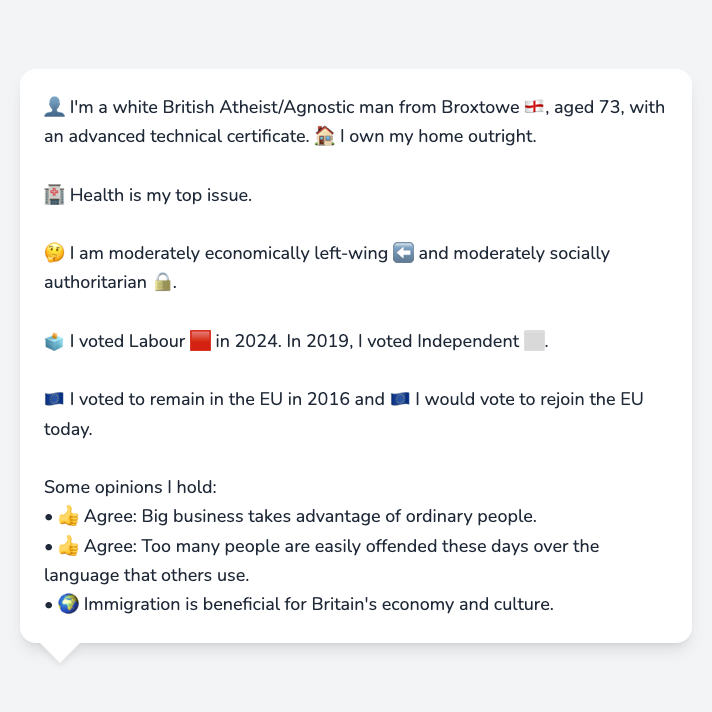 👤 I'm a white British Atheist/Agnostic man from Broxtowe 🏴󠁧󠁢󠁥󠁮󠁧󠁿, aged 73, with
an advanced technical certificate. 🏠 I own my home outright.
🏥 Health is my top issue.
🤔 I am moderately economically left-wing ⬅️ and moderately socially
authoritarian 🔒.
🗳️ I voted Labour 🟥 in 2024. In 2019, I voted Independent ⬜.
🇪🇺 I voted to remain in the EU in 2016 and 🇪🇺 I would vote to rejoin the EU
today.
Some opinions I hold:
• 👍 Agree: Big business takes advantage of ordinary people.
• 👍 Agree: Too many people are easily offended these days over the
language that others use.
• 🌍 Immigration is beneficial for Britain's economy and culture.